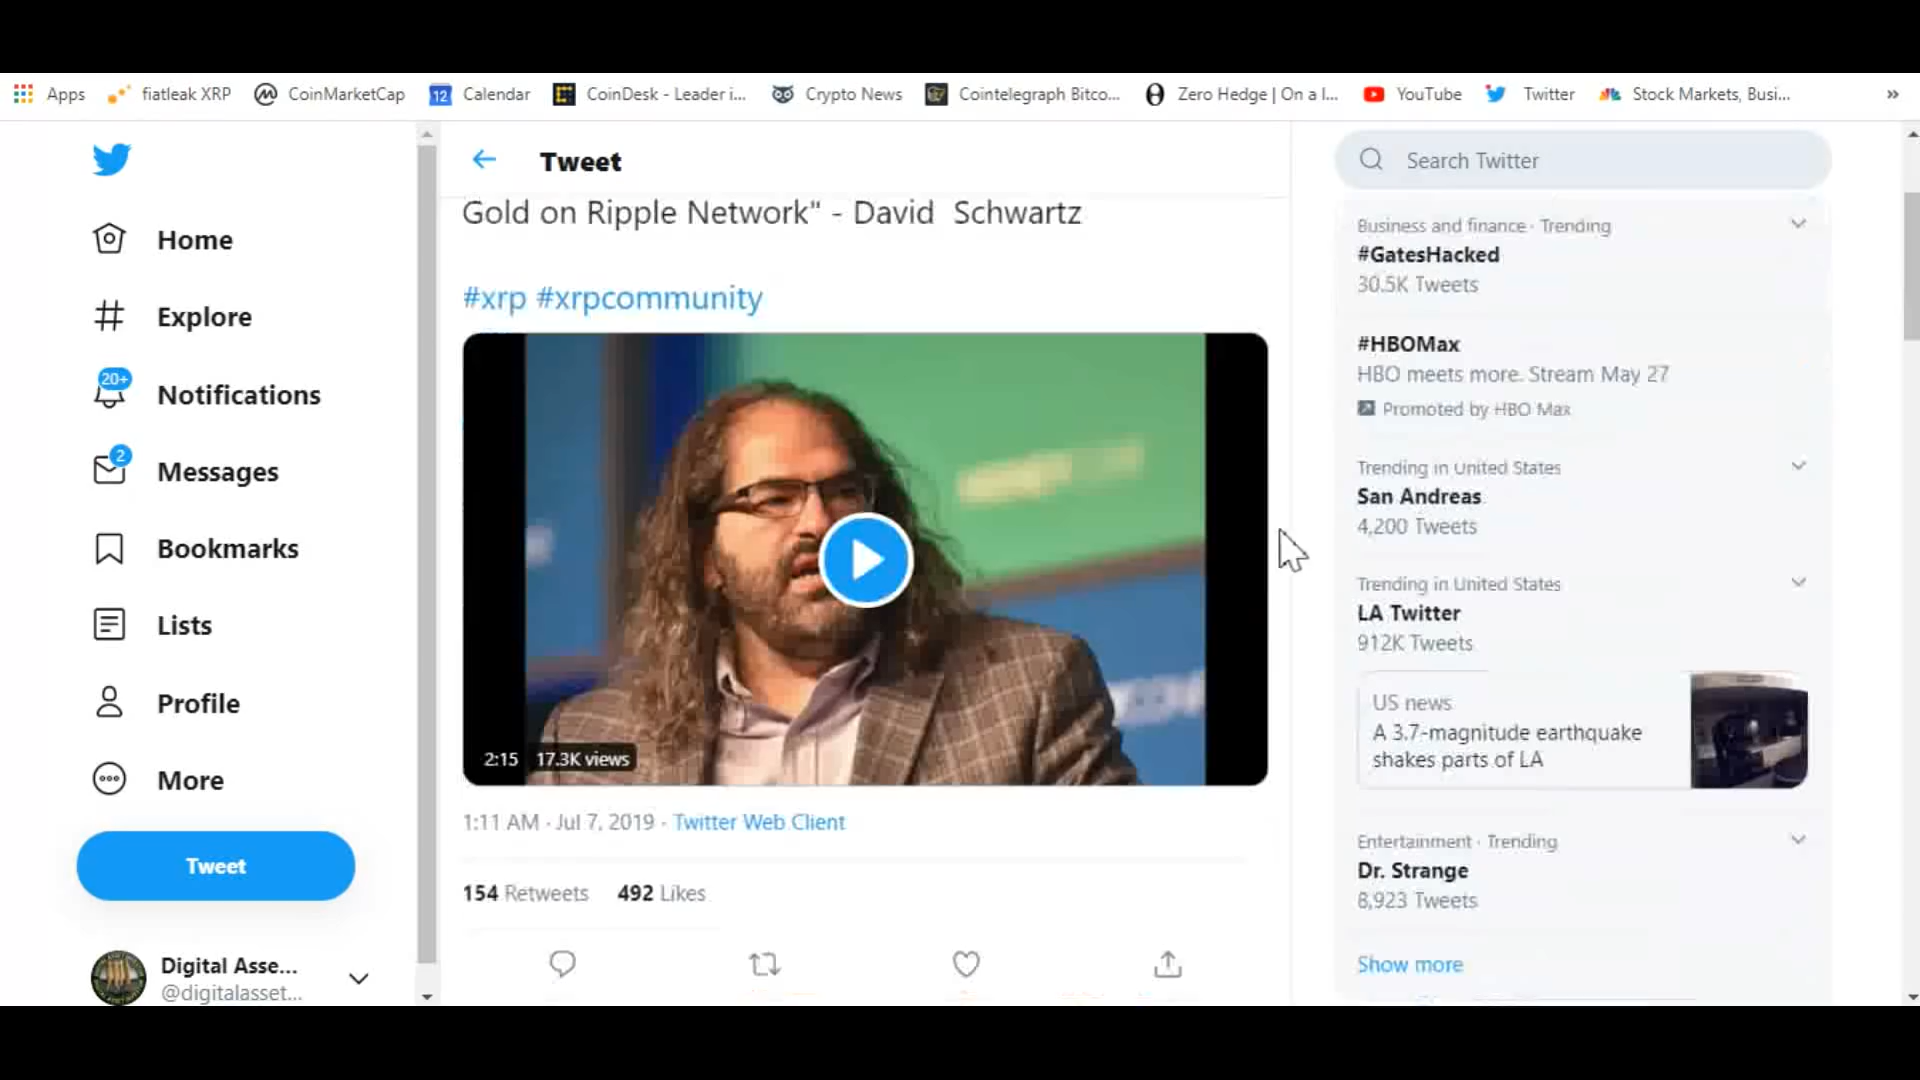 Apps
fiatleak XRP
CoinMarketCap
12
Calendar
CoinDesk - Leader i...
Crypto News
Cointelegraph Bitco...
Zero Hedge | On a l...
YouTube
Twitter
Stock Markets, Busi...
»
Home
Explore
20+
Notifications
2
Messages
Bookmarks
Lists
Profile
More
Tweet
Digital Asse...
@digitalasset...
Tweet
Gold on Ripple Network" - David Schwartz
#xrp #xrpcommunity
2:15
17.3K views
1:11 AM · Jul 7, 2019 · Twitter Web Client
154 Retweets 492 Likes
Search Twitter
Business and finance · Trending
#GatesHacked
30.5K Tweets
#HBOMax
HBO meets more. Stream May 27
Promoted by HBO Max
Trending in United States
San Andreas
4,200 Tweets
Trending in United States
LA Twitter
912K Tweets
US news
A 3.7-magnitude earthquake
shakes parts of LA
Entertainment · Trending
Dr. Strange
8,923 Tweets
Show more